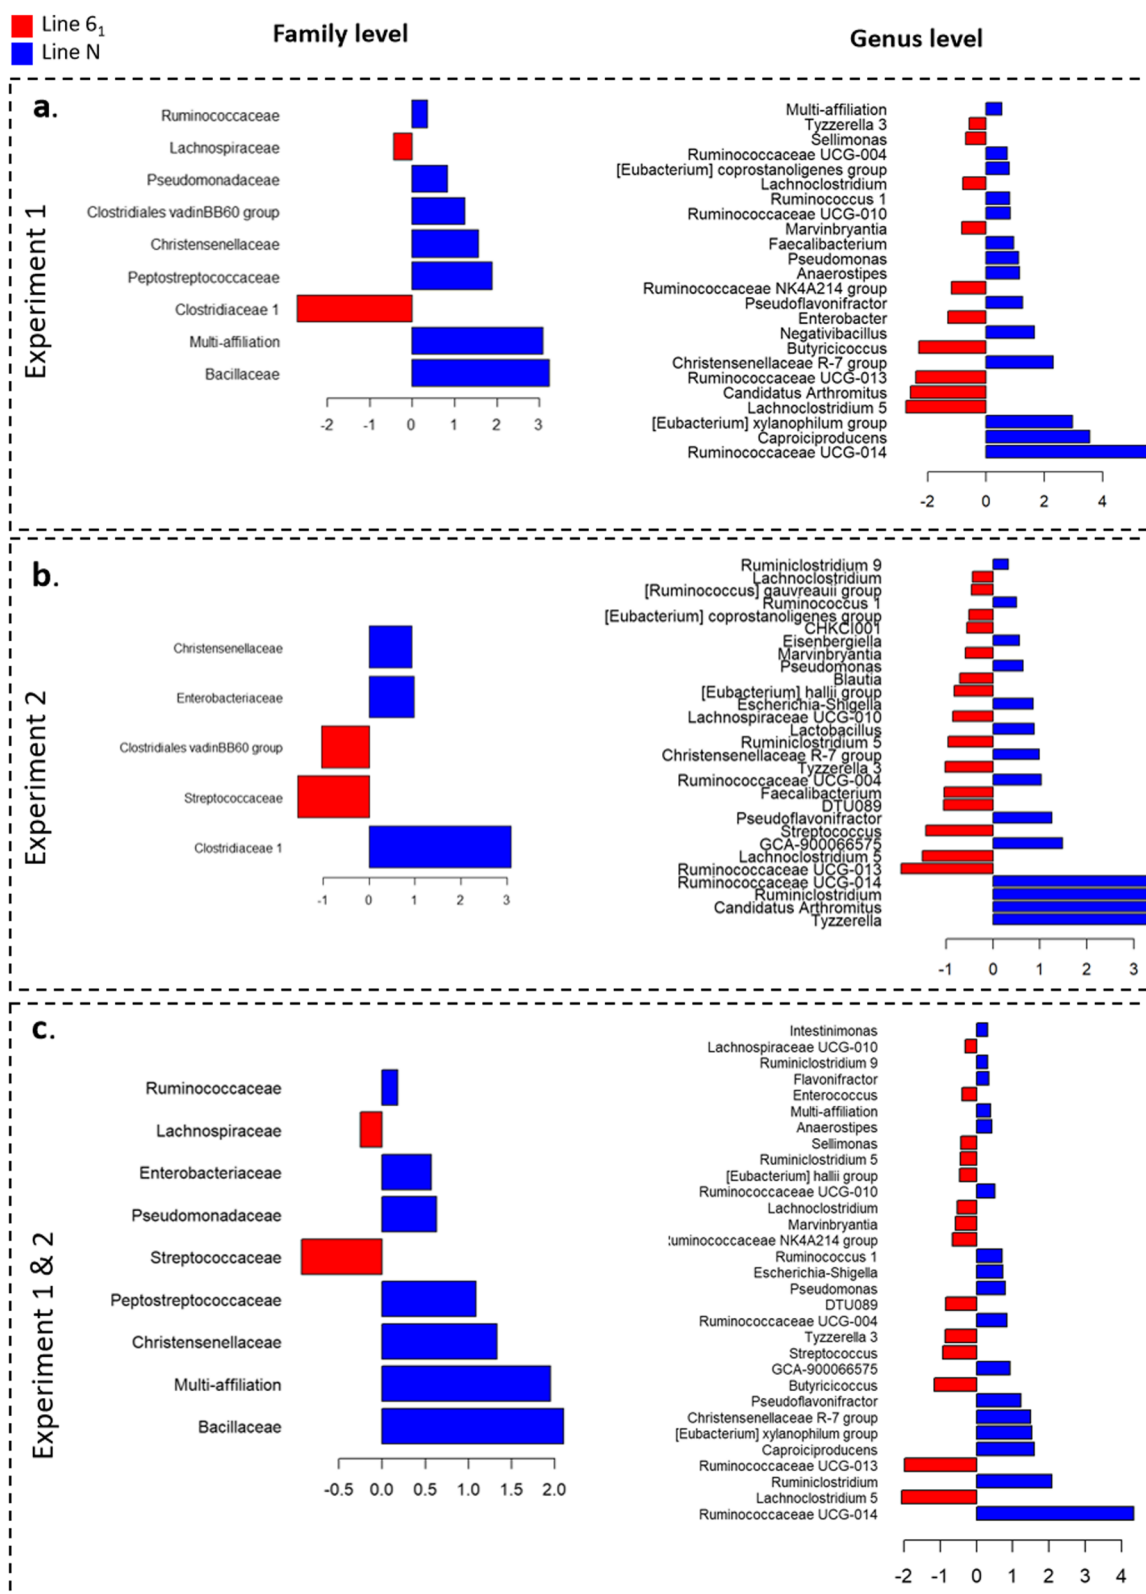 Line 6₁
Line N
Family level
Genus level
a.
Experiment 1
Ruminococcaceae
Lachnospiraceae
Pseudomonadaceae
Clostridiales vadinBB60 group
Christensenellaceae
Peptostreptococcaceae
Clostridiaceae 1
Multi-affiliation
Bacillaceae
-2 -1 0 1 2 3
Multi-affiliation
Tyzzerella 3
Sellimonas
Ruminococcaceae UCG-004
[Eubacterium] coprostanoligenes group
Lachnoclostridium
Ruminococcus 1
Ruminococcaceae UCG-010
Marvinbryantia
Faecalibacterium
Pseudomonas
Anaerostipes
Ruminococcaceae NK4A214 group
Pseudoflavonifractor
Enterobacter
Negativibacillus
Butyricicoccus
Christensenellaceae R-7 group
Ruminococcaceae UCG-013
Candidatus Arthromitus
Lachnoclostridium 5
[Eubacterium] xylanophilum group
Caproiciproducens
Ruminococcaceae UCG-014
-2 0 2 4
b.
Experiment 2
Christensenellaceae
Enterobacteriaceae
Clostridiales vadinBB60 group
Streptococcaceae
Clostridiaceae 1
-1 0 1 2 3
Ruminiclostridium 9
Lachnoclostridium
[Ruminococcus] gauvreauii group
Ruminococcus 1
[Eubacterium] coprostanoligenes group
CHKCI001
Eisenbergiella
Marvinbryantia
Pseudomonas
Blautia
[Eubacterium] hallii group
Escherichia-Shigella
Lachnospiraceae UCG-010
Lactobacillus
Ruminiclostridium 5
Christensenellaceae R-7 group
Tyzzerella 3
Ruminococcaceae UCG-004
Faecalibacterium
DTU089
Pseudoflavonifractor
Streptococcus
GCA-900066575
Lachnoclostridium 5
Ruminococcaceae UCG-013
Ruminococcaceae UCG-014
Ruminiclostridium
Candidatus Arthromitus
Tyzzerella
-1 0 1 2 3
c.
Experiment 1 & 2
Ruminococcaceae
Lachnospiraceae
Enterobacteriaceae
Pseudomonadaceae
Streptococcaceae
Peptostreptococcaceae
Christensenellaceae
Multi-affiliation
Bacillaceae
-0.5 0.0 0.5 1.0 1.5 2.0
Intestinimonas
Lachnospiraceae UCG-010
Ruminiclostridium 9
Flavonifractor
Enterococcus
Multi-affiliation
Anaerostipes
Sellimonas
Ruminiclostridium 5
[Eubacterium] hallii group
Ruminococcaceae UCG-010
Lachnoclostridium
Marvinbryantia
uminococcaceae NK4A214 group
Ruminococcus 1
Escherichia-Shigella
Pseudomonas
DTU089
Ruminococcaceae UCG-004
Tyzzerella 3
Streptococcus
GCA-900066575
Butyricicoccus
Pseudoflavonifractor
Christensenellaceae R-7 group
[Eubacterium] xylanophilum group
Caproiciproducens
Ruminococcaceae UCG-013
Ruminiclostridium
Lachnoclostridium 5
Ruminococcaceae UCG-014
-2 -1 0 1 2 3 4